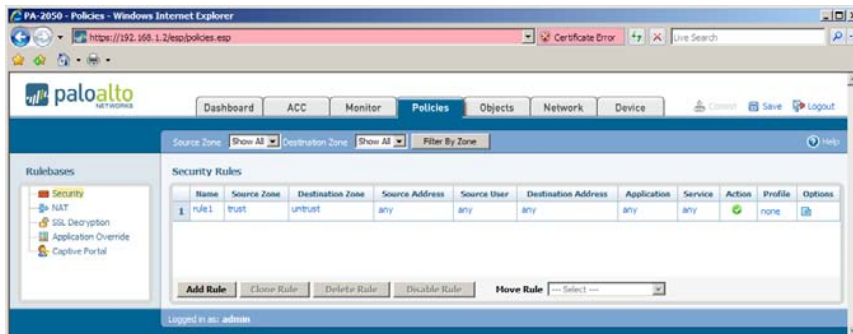 PA-2050 - Policies - Windows Internet Explorer
https://192.168.1.2/esp/policies.esp
Certificate Error
Live Search
paloalto
NETWORKS
Dashboard ACC Monitor Policies Objects Network Device Commit Save Logout
Source Zone Show All Destination Zone Show All Filter By Zone Help
Rulebases
Security
NAT
SSL Decryption
Application Override
Captive Portal
Security Rules
Name Source Zone Destination Zone Source Address Source User Destination Address Application Service Action Profile Options
1 rule1 trust untrust any any any any any none
Add Rule Clone Rule Delete Rule Disable Rule Move Rule --- Select ---
Logged in as: admin